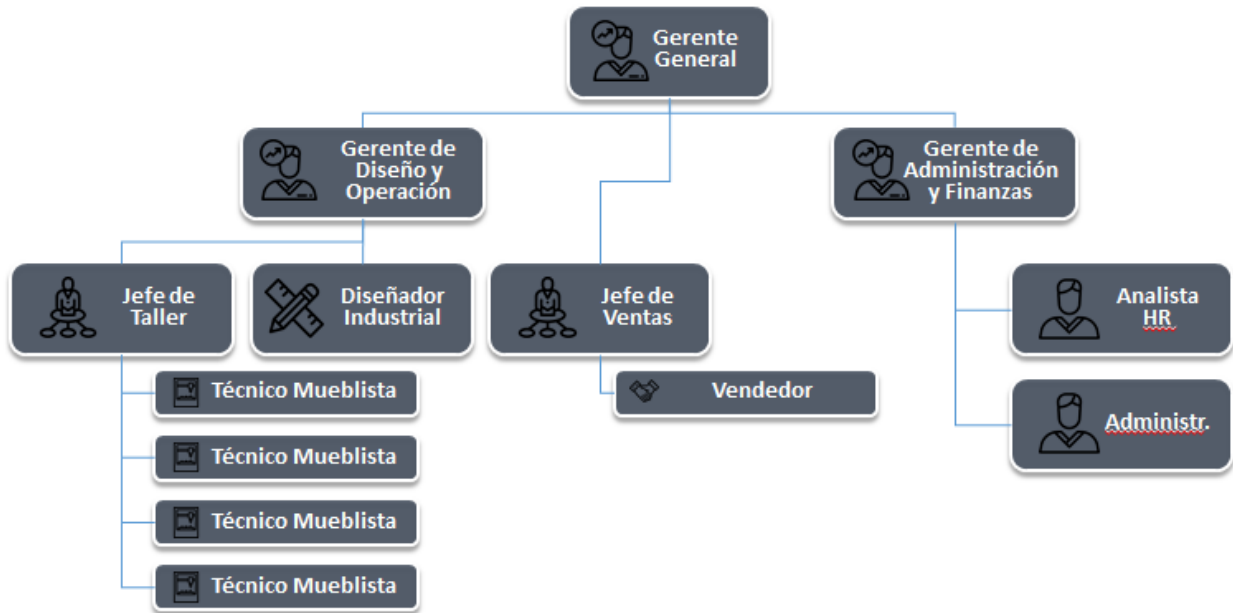 Gerente
General
Gerente de
Diseño y
Operación
Gerente de
Administración
y Finanzas
Jefe de
Taller
Diseñador
Industrial
Jefe de
Ventas
Analista
HR
Técnico Mueblista
Vendedor
Administr.
Técnico Mueblista
Técnico Mueblista
Técnico Mueblista